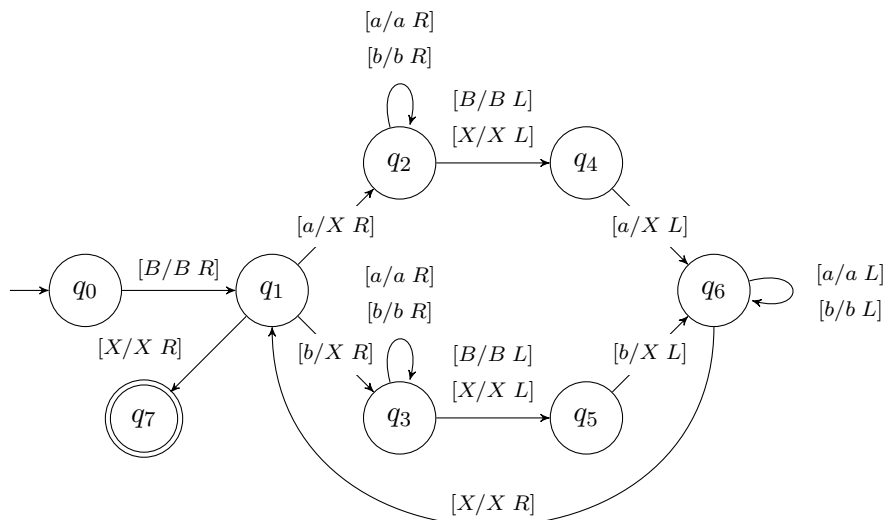 [a/a R]
[b/b R]
[B/B L]
[X/X L]
q2
q4
[a/X R]
[a/X L]
[B/B R]
[a/a R]
[b/b R]
[a/a L]
[b/b L]
q0
q1
q6
[X/X R]
[b/X R]
[B/B L]
[X/X L]
[b/X L]
q7
q3
q5
[X/X R]